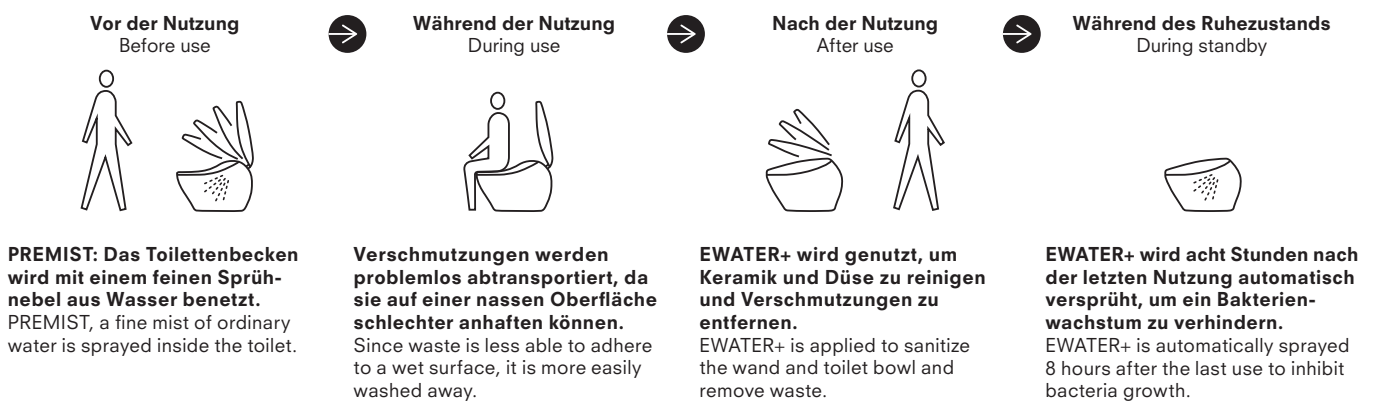 Vor der Nutzung
Before use
Während der Nutzung
During use
Nach der Nutzung
After use
Während des Ruhezustands
During standby
PREMIST: Das Toilettenbecken
wird mit einem feinen Sprüh-
nebel aus Wasser benetzt.
PREMIST, a fine mist of ordinary
water is sprayed inside the toilet.
Verschmutzungen werden
problemlos abtransportiert, da
sie auf einer nassen Oberfläche
schlechter anhaften können.
Since waste is less able to adhere
to a wet surface, it is more easily
washed away.
EWATER+ wird genutzt, um
Keramik und Düse zu reinigen
und Verschmutzungen zu
entfernen.
EWATER+ is applied to sanitize
the wand and toilet bowl and
remove waste.
EWATER+ wird acht Stunden nach
der letzten Nutzung automatisch
versprüht, um ein Bakterien-
wachstum zu verhindern.
EWATER+ is automatically sprayed
8 hours after the last use to inhibit
bacteria growth.